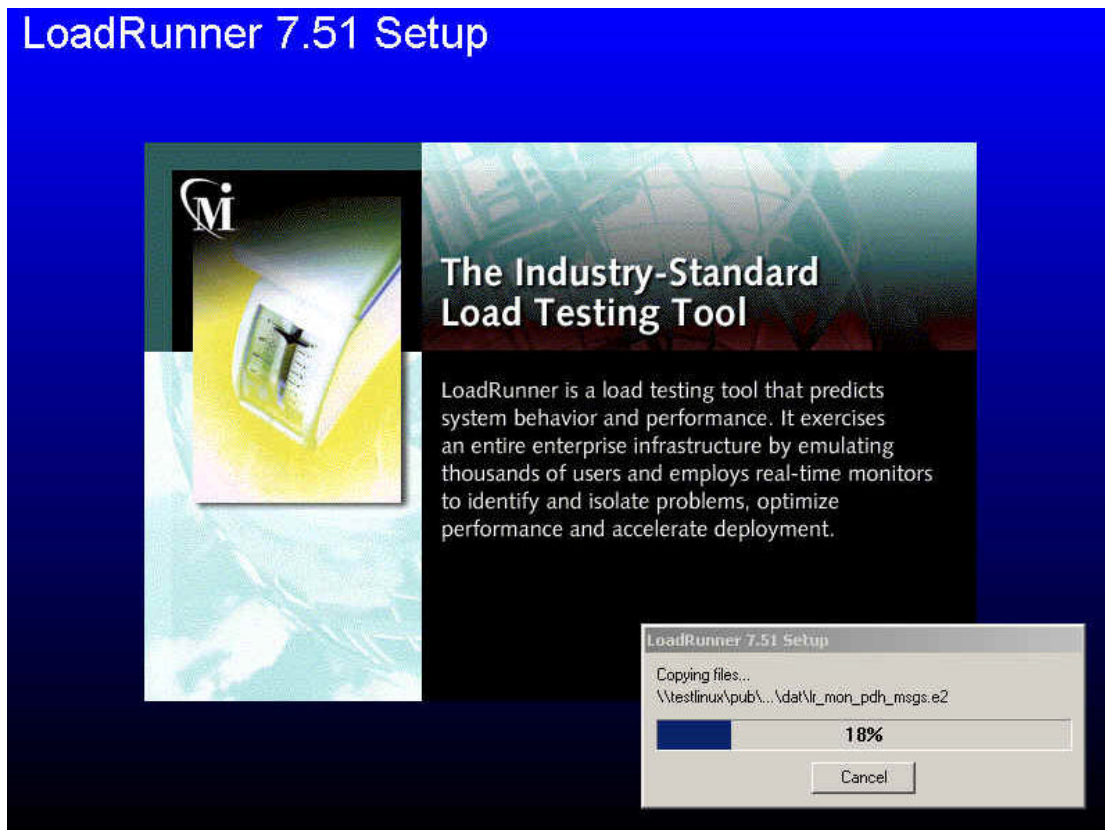 LoadRunner 7.51 Setup
MI
The Industry-Standard
Load Testing Tool
LoadRunner is a load testing tool that predicts
system behavior and performance. It exercises
an entire enterprise infrastructure by emulating
thousands of users and employs real-time monitors
to identify and isolate problems, optimize
performance and accelerate deployment.
LoadRunner 7.51 Setup
Copying files...
\\testlinux\pub\...\dat\lr_mon_pdh_msgs.e2
18%
Cancel